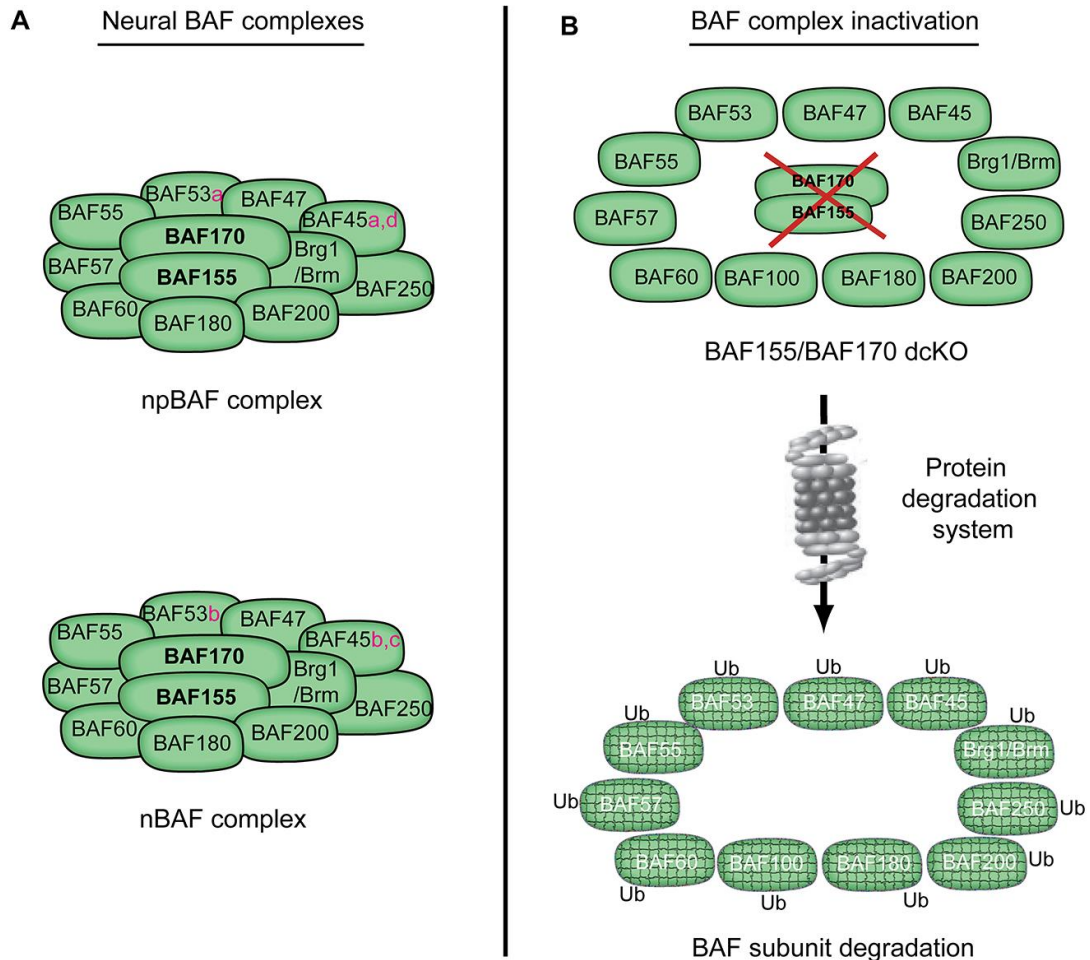 A
Neural BAF complexes
BAF53a
BAF47
BAF55
BAF45a,d
BAF170
Brg1
/Brm
BAF57
BAF155
BAF250
BAF60
BAF180
BAF200
npBAF complex
BAF53b
BAF47
BAF55
BAF45b,c
BAF170
Brg1
/Brm
BAF57
BAF155
BAF250
BAF60
BAF180
BAF200
nBAF complex
B
BAF complex inactivation
BAF53
BAF47
BAF45
BAF55
Brg1/Brm
BAF170
BAF155
BAF57
BAF250
BAF60
BAF100
BAF180
BAF200
BAF155/BAF170 dcKO
Protein
degradation
system
Ub
Ub
Ub
BAF53
BAF47
BAF45
Ub
Ub
BAF55
Brg1/Brm
Ub
BAF57
BAF250
Ub
BAF60
BAF100
BAF180
BAF200
Ub
Ub
Ub
Ub
BAF subunit degradation